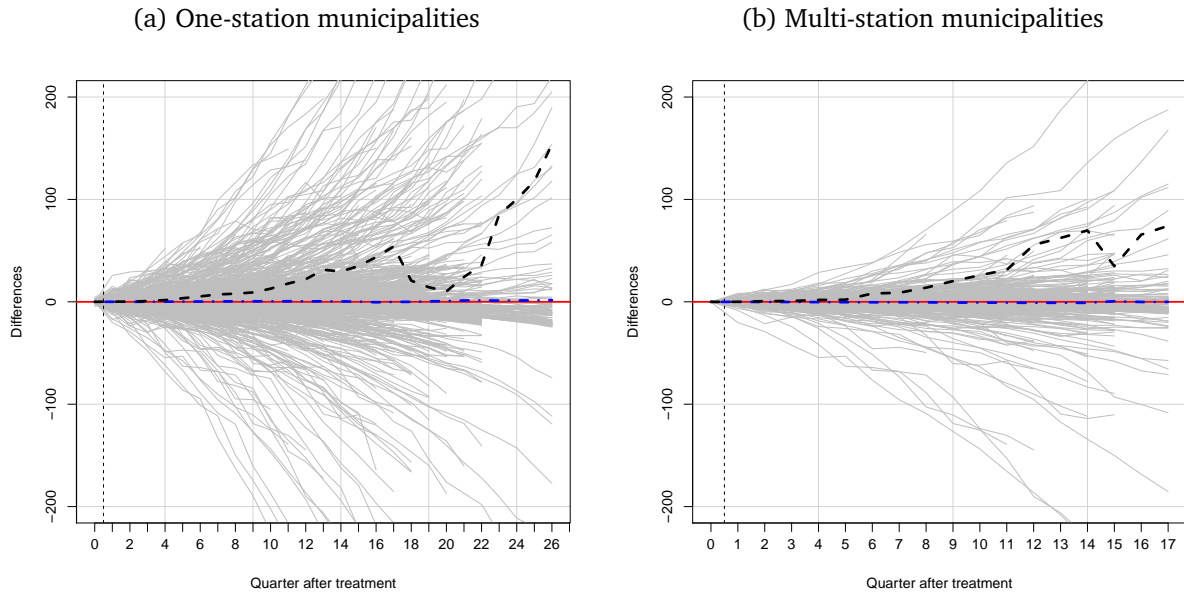 (a) One-station municipalities
(b) Multi-station municipalities
200
100
0
−100
−200
Differences
0 2 4 6 8 10 12 14 16 18 20 22 24 26
Quarter after treatment
200
100
0
−100
−200
Differences
0 1 2 3 4 5 6 7 8 9 10 11 12 13 14 15 16 17
Quarter after treatment